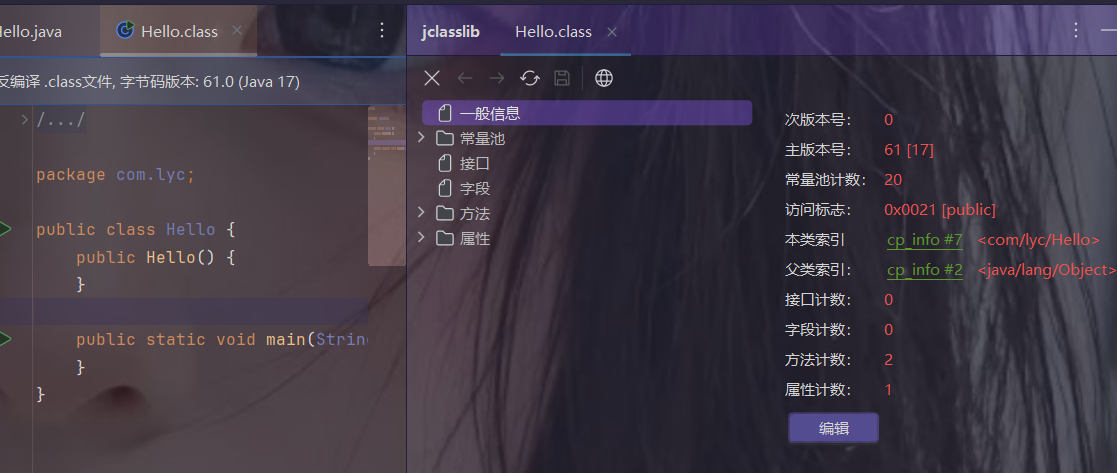 Hello.java
Hello.class
反编译 .class文件, 字节码版本: 61.0 (Java 17)
/.../
package com.lyc;
public class Hello {
public Hello() {
}
public static void main(String
}
}
jclasslib
Hello.class
一般信息
常量池
接口
字段
方法
属性
次版本号: 0
主版本号: 61 [17]
常量池计数: 20
访问标志: 0x0021 [public]
本类索引 cp_info #7 <com/lyc/Hello>
父类索引: cp_info #2 <java/lang/Object>
接口计数: 0
字段计数: 0
方法计数: 2
属性计数: 1
编辑